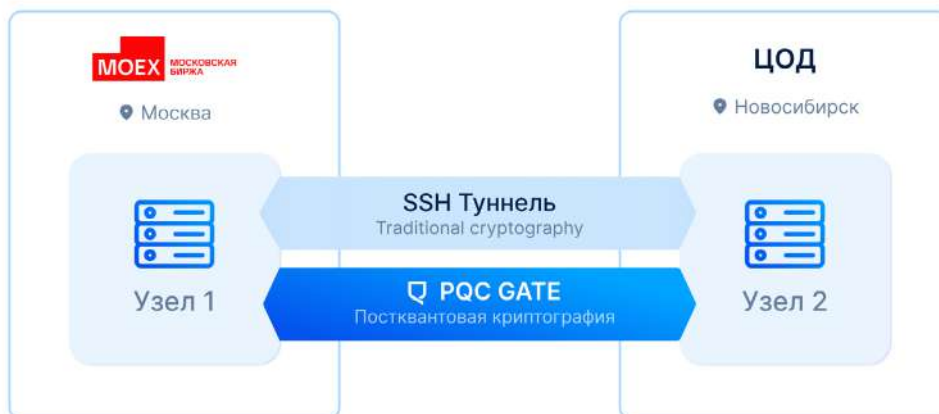 MOEX МОСКОВСКАЯ
БИРЖА
Москва
ЦОД
Новосибирск
SSH Туннель
Traditional cryptography
PQC GATE
Постквантовая криптография
Узел 1
Узел 2